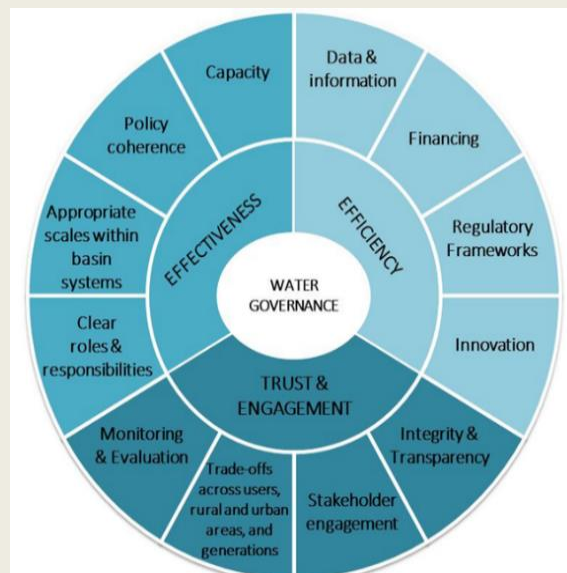 Capacity
Data &
information
Policy
coherence
Financing
Appropriate
scales within
basin
systems
EFFECTIVENESS
EFFICIENCY
Regulatory
Frameworks
WATER
GOVERNANCE
Clear
roles &
responsibilities
Innovation
TRUST &
ENGAGEMENT
Monitoring
& Evaluation
Trade-offs
across users,
rural and urban
areas, and
generations
Stakeholder
engagement
Integrity &
Transparency